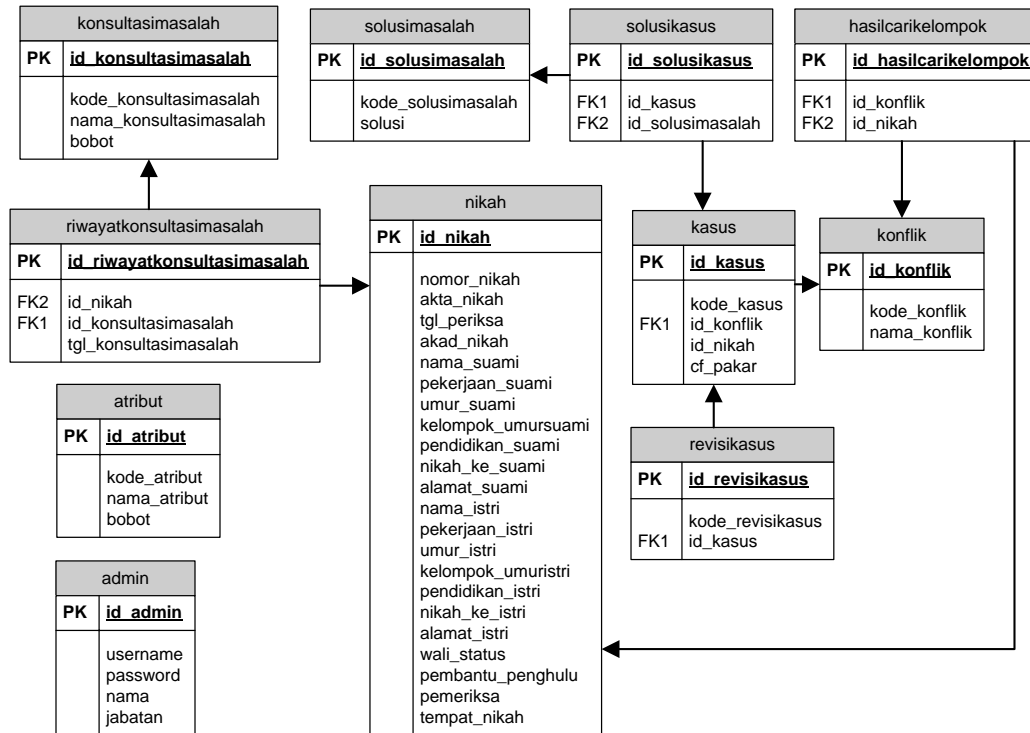 konsultasimasalah
PK id_konsultasimasalah
kode_konsultasimasalah
nama_konsultasimasalah
bobot
solusimasalah
PK id_solusimasalah
kode_solusimasalah
solusi
solusikasus
PK id_solusikasus
FK1 id_kasus
FK2 id_solusimasalah
hasilcarikelompok
PK id_hasilcarikelompok
FK1 id_konflik
FK2 id_nikah
riwayatkonsultasimasalah
PK id_riwayatkonsultasimasalah
FK2 id_nikah
FK1 id_konsultasimasalah
tgl_konsultasimasalah
nikah
PK id_nikah
nomor_nikah
akta_nikah
tgl_periksa
akad_nikah
nama_suami
pekerjaan_suami
umur_suami
kelompok_umursuami
pendidikan_suami
nikah_ke_suami
alamat_suami
nama_istri
pekerjaan_istri
umur_istri
kelompok_umuristri
pendidikan_istri
nikah_ke_istri
alamat_istri
wali_status
pembantu_penghulu
pemeriksa
tempat_nikah
kasus
PK id_kasus
kode_kasus
FK1 id_konflik
id_nikah
cf_pakar
konflik
PK id_konflik
kode_konflik
nama_konflik
atribut
PK id_atribut
kode_atribut
nama_atribut
bobot
revisikasus
PK id_revisikasus
kode_revisikasus
FK1 id_kasus
admin
PK id_admin
username
password
nama
jabatan